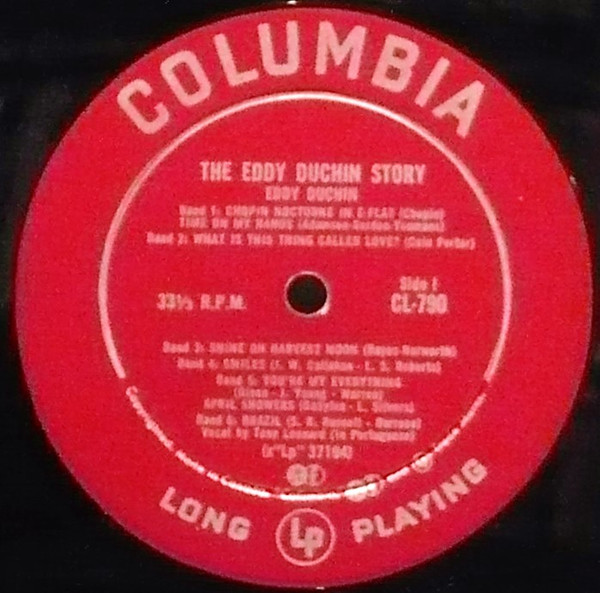 COLUMBIA
THE EDDY DUCHIN STORY
EDDY DUCHIN
Band 1: CHOPIN NOCTURNE IN E-FLAT (Chopin)
TIME ON MY HANDS (Adamson-Gordon-Youmans)
Band 2: WHAT IS THIS THING CALLED LOVE? (Cole Porter)
33⅓ R.P.M.
Side 1
CL-790
Band 3: SHINE ON HARVEST MOON (Bayes-Norworth)
Band 4: SMILES (J. W. Callahan - L. S. Roberts)
Band 5: YOU'RE MY EVERYTHING
(Dixon - J. Young - Warren)
APRIL SHOWERS (DeSylva - L. Silvers)
Band 6: BRAZIL (S. K. Russell - Barroso)
Vocal by Tony Leonard (in Portuguese)
(x"Lp" 37164)
LONG Lp PLAYING